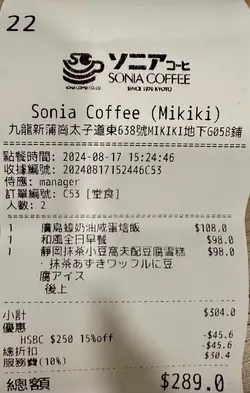 22
ソニアコーヒ
SONIA COFFEE
SINCE 1979 KYOTO
Sonia Coffee (Mikiki)
九龍新蒲崗太子道東638號MIKIKI地下G05B鋪
點餐時間: 2024-08-17 15:24:46
收據編號: 20240817152446C53
侍應: manager
訂單編號: C53 [堂食]
人數: 2
1 廣島蠔奶油咸蛋燴飯 $108.0
1 和風全日早餐 $98.0
1 靜岡抹茶小豆窩夫配豆腐雪糕 $98.0
· 抹茶あずきワッフルに豆
腐アイス
後上
小計 $304.0
優惠
HSBC $250 15%off -$45.6
總折扣 -$45.6
服務費(10%) $30.4
總額 $289.0